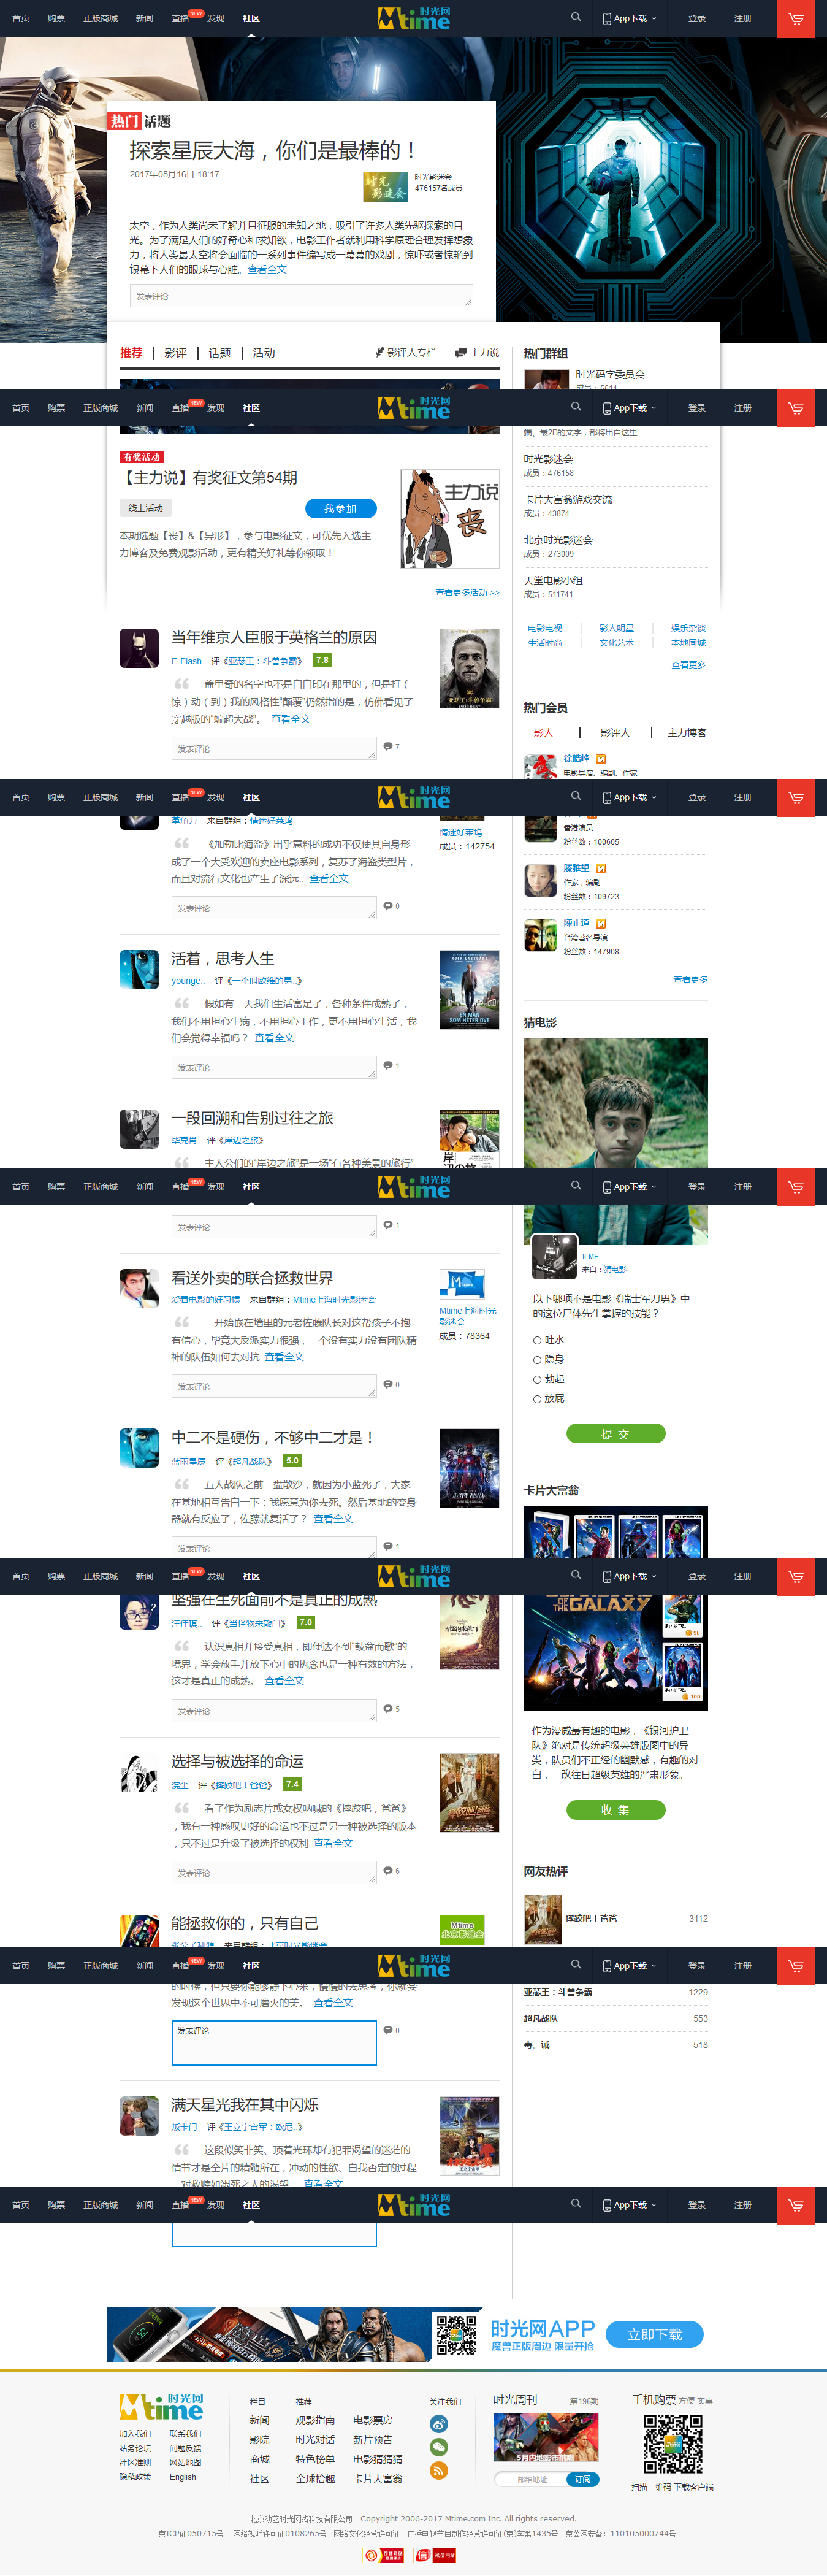 首页 购票 正版商城 新闻 直播 NEW 发现 社区 Mtime 时光网 App下载 登录 注册
热门 话题
探索星辰大海，你们是最棒的！
2017年05月16日 18:17
时光影迷会
时光影迷会
476157名成员
太空，作为人类尚未了解并且征服的未知之地，吸引了许多人类先驱探索的目
光。为了满足人们的好奇心和求知欲，电影工作者就利用科学原理合理发挥想象
力，将人类最太空将会面临的一系列事件编写成一幕幕的戏剧，惊吓或者惊艳到
银幕下人们的眼球与心脏。查看全文
发表评论
推荐 影评 话题 活动 影评人专栏 主力说
热门群组
时光码字委员会
成员：5514
首页 购票 正版商城 新闻 直播 NEW 发现 社区 Mtime 时光网 App下载 登录 注册
端、最2B的文字，都将出自这里
有奖活动
【主力说】有奖征文第54期
线上活动 我参加
主力说
丧
本期选题【丧】&【异形】，参与电影征文，可优先入选主
力博客及免费观影活动，更有精美好礼等你领取！
查看更多活动 >>
时光影迷会
成员：476158
卡片大富翁游戏交流
成员：43874
北京时光影迷会
成员：273009
天堂电影小组
成员：511741
电影电视 影人明星 娱乐杂谈
生活时尚 文化艺术 本地同城
查看更多
当年维京人臣服于英格兰的原因
E-Flash 评《亚瑟王：斗兽争霸》 7.8
盖里奇的名字也不是白白印在那里的，但是打（
惊）动（到）我的风格性“颠覆”仍然指的是，仿佛看见了
穿越版的“蝙超大战”。 查看全文
发表评论 7
热门会员
影人 影评人 主力博客
徐皓峰
电影导演、编剧、作家
首页 购票 正版商城 新闻 直播 NEW 发现 社区 Mtime 时光网 App下载 登录 注册
革角力 来自群组：情迷好莱坞
《加勒比海盗》出乎意料的成功不仅使其自身形
成了一个大受欢迎的卖座电影系列，复苏了海盗类型片，
而且对流行文化也产生了深远... 查看全文
发表评论 0
情迷好莱坞
成员：142754
香港演员
粉丝数：100605
滕雅望
作家，编剧
粉丝数：109723
陳正道
台湾著名导演
粉丝数：147908
查看更多
活着，思考人生
younge... 评《一个叫欧维的男...》
假如有一天我们生活富足了，各种条件成熟了，
我们不用担心生病，不用担心工作，更不用担心生活，我
们会觉得幸福吗？ 查看全文
发表评论 1
EN MAN
SOM HETER OVE
猜电影
一段回溯和告别过往之旅
毕克肖 评《岸边之旅》
主人公们的“岸边之旅”是一场“有各种美景的旅行”
首页 购票 正版商城 新闻 直播 NEW 发现 社区 Mtime 时光网 App下载 登录 注册
发表评论 1
看送外卖的联合拯救世界
爱看电影的好习惯 来自群组：Mtime上海时光影迷会
一开始嵌在墙里的元老佐藤队长对这帮孩子不抱
有信心，毕竟大反派实力很强，一个没有实力没有团队精
神的队伍如何去对抗 查看全文
发表评论 0
Mtime
Mtime上海时光
影迷会
成员：78364
ILMF
来自：猜电影
以下哪项不是电影《瑞士军刀男》中
的这位尸体先生掌握的技能？
吐水
隐身
勃起
放屁
提 交
中二不是硬伤，不够中二才是！
蓝雨星辰 评《超凡战队》 5.0
五人战队之前一盘散沙，就因为小蓝死了，大家
在基地相互告白一下：我愿意为你去死。然后基地的变身
器就有反应了，佐藤就复活了？ 查看全文
发表评论 1
卡片大富翁
首页 购票 正版商城 新闻 直播 NEW 发现 社区 Mtime 时光网 App下载 登录 注册
坚强在生死面前不是真正的成熟
汪佳琪... 评《当怪物来敲门》 7.0
认识真相并接受真相，即便达不到“鼓盆而歌”的
境界，学会放手并放下心中的执念也是一种有效的方法，
这才是真正的成熟。 查看全文
发表评论 5
OF THE
GALAXY
作为漫威最有趣的电影，《银河护卫
队》绝对是传统超级英雄版图中的异
类，队员们不正经的幽默感，有趣的对
白，一改往日超级英雄的严肃形象。
收 集
选择与被选择的命运
浣尘 评《摔跤吧！爸爸》 7.4
看了作为励志片或女权呐喊的《摔跤吧，爸爸》
，我有一种感叹更好的命运也不过是另一种被选择的版本
，只不过是升级了被选择的权利 查看全文
发表评论 6
网友热评
摔跤吧！爸爸 3112
能拯救你的，只有自己
张公子利理 来自群组：北京时光影迷会
Mtime
北京影迷会
首页 购票 正版商城 新闻 直播 NEW 发现 社区 Mtime 时光网 App下载 登录 注册
的时候，但只要你能够静下心来，慢慢的去思考，你就会
发现这个世界中不可磨灭的美。 查看全文
发表评论 0
亚瑟王：斗兽争霸 1229
超凡战队 553
毒。诫 518
满天星光我在其中闪烁
叛卡门 评《王立宇宙军：欧尼...》
这段似笑非笑、顶着光环却有犯罪渴望的迷茫的
情节才是全片的精髓所在，冲动的性欲、自我否定的过程
，对救赎如溺死之人的渴望... 查看全文
首页 购票 正版商城 新闻 直播 NEW 发现 社区 Mtime 时光网 App下载 登录 注册
时光网APP
魔兽正版周边 限量开抢
立即下载
Mtime 时光网
加入我们 联系我们
站务论坛 问题反馈
社区准则 网站地图
隐私政策 English
栏目 推荐
新闻 观影指南 电影票房
影院 时光对话 新片预告
商城 特色榜单 电影猜猜猜
社区 全球拾趣 卡片大富翁
关注我们
时光周刊 第196期
5月内地影市前瞻
邮箱地址 订阅
手机购票 方便 实惠
扫描二维码 下载客户端
北京动艺时光网络科技有限公司 Copyright 2006-2017 Mtime.com Inc. All rights reserved.
京ICP证050715号 网络视听许可证0108265号 网络文化经营许可证 广播电视节目制作经营许可证(京)字第1435号 京公网安备：110105000744号